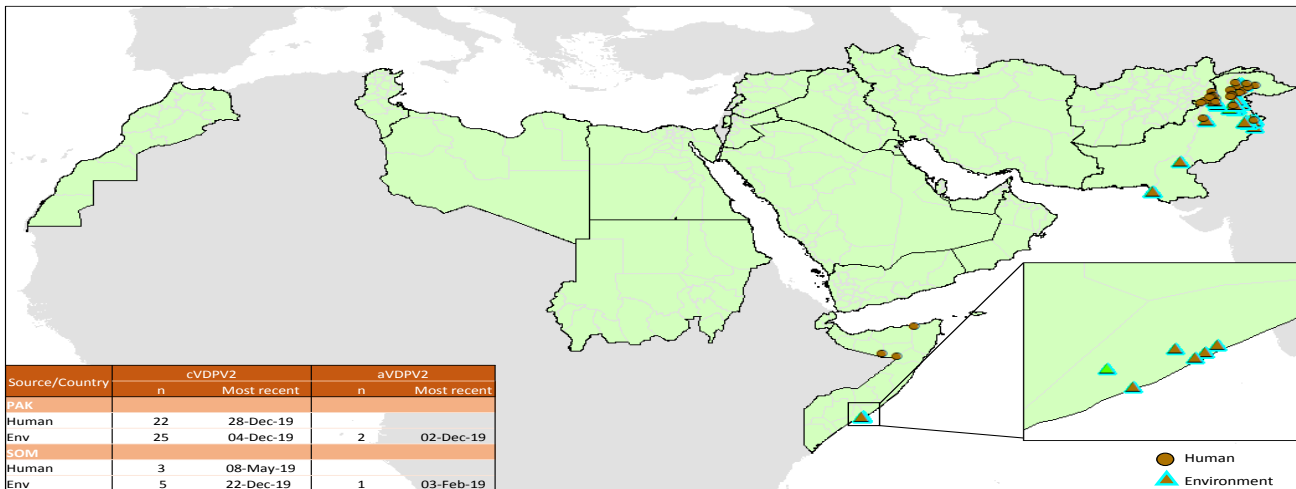 Source/Country cVDPV2 aVDPV2
n Most recent n Most recent
PAK
Human 22 28-Dec-19
Env 25 04-Dec-19 2 02-Dec-19
SOM
Human 3 08-May-19
Env 5 22-Dec-19 1 03-Feb-19
Human
Environment